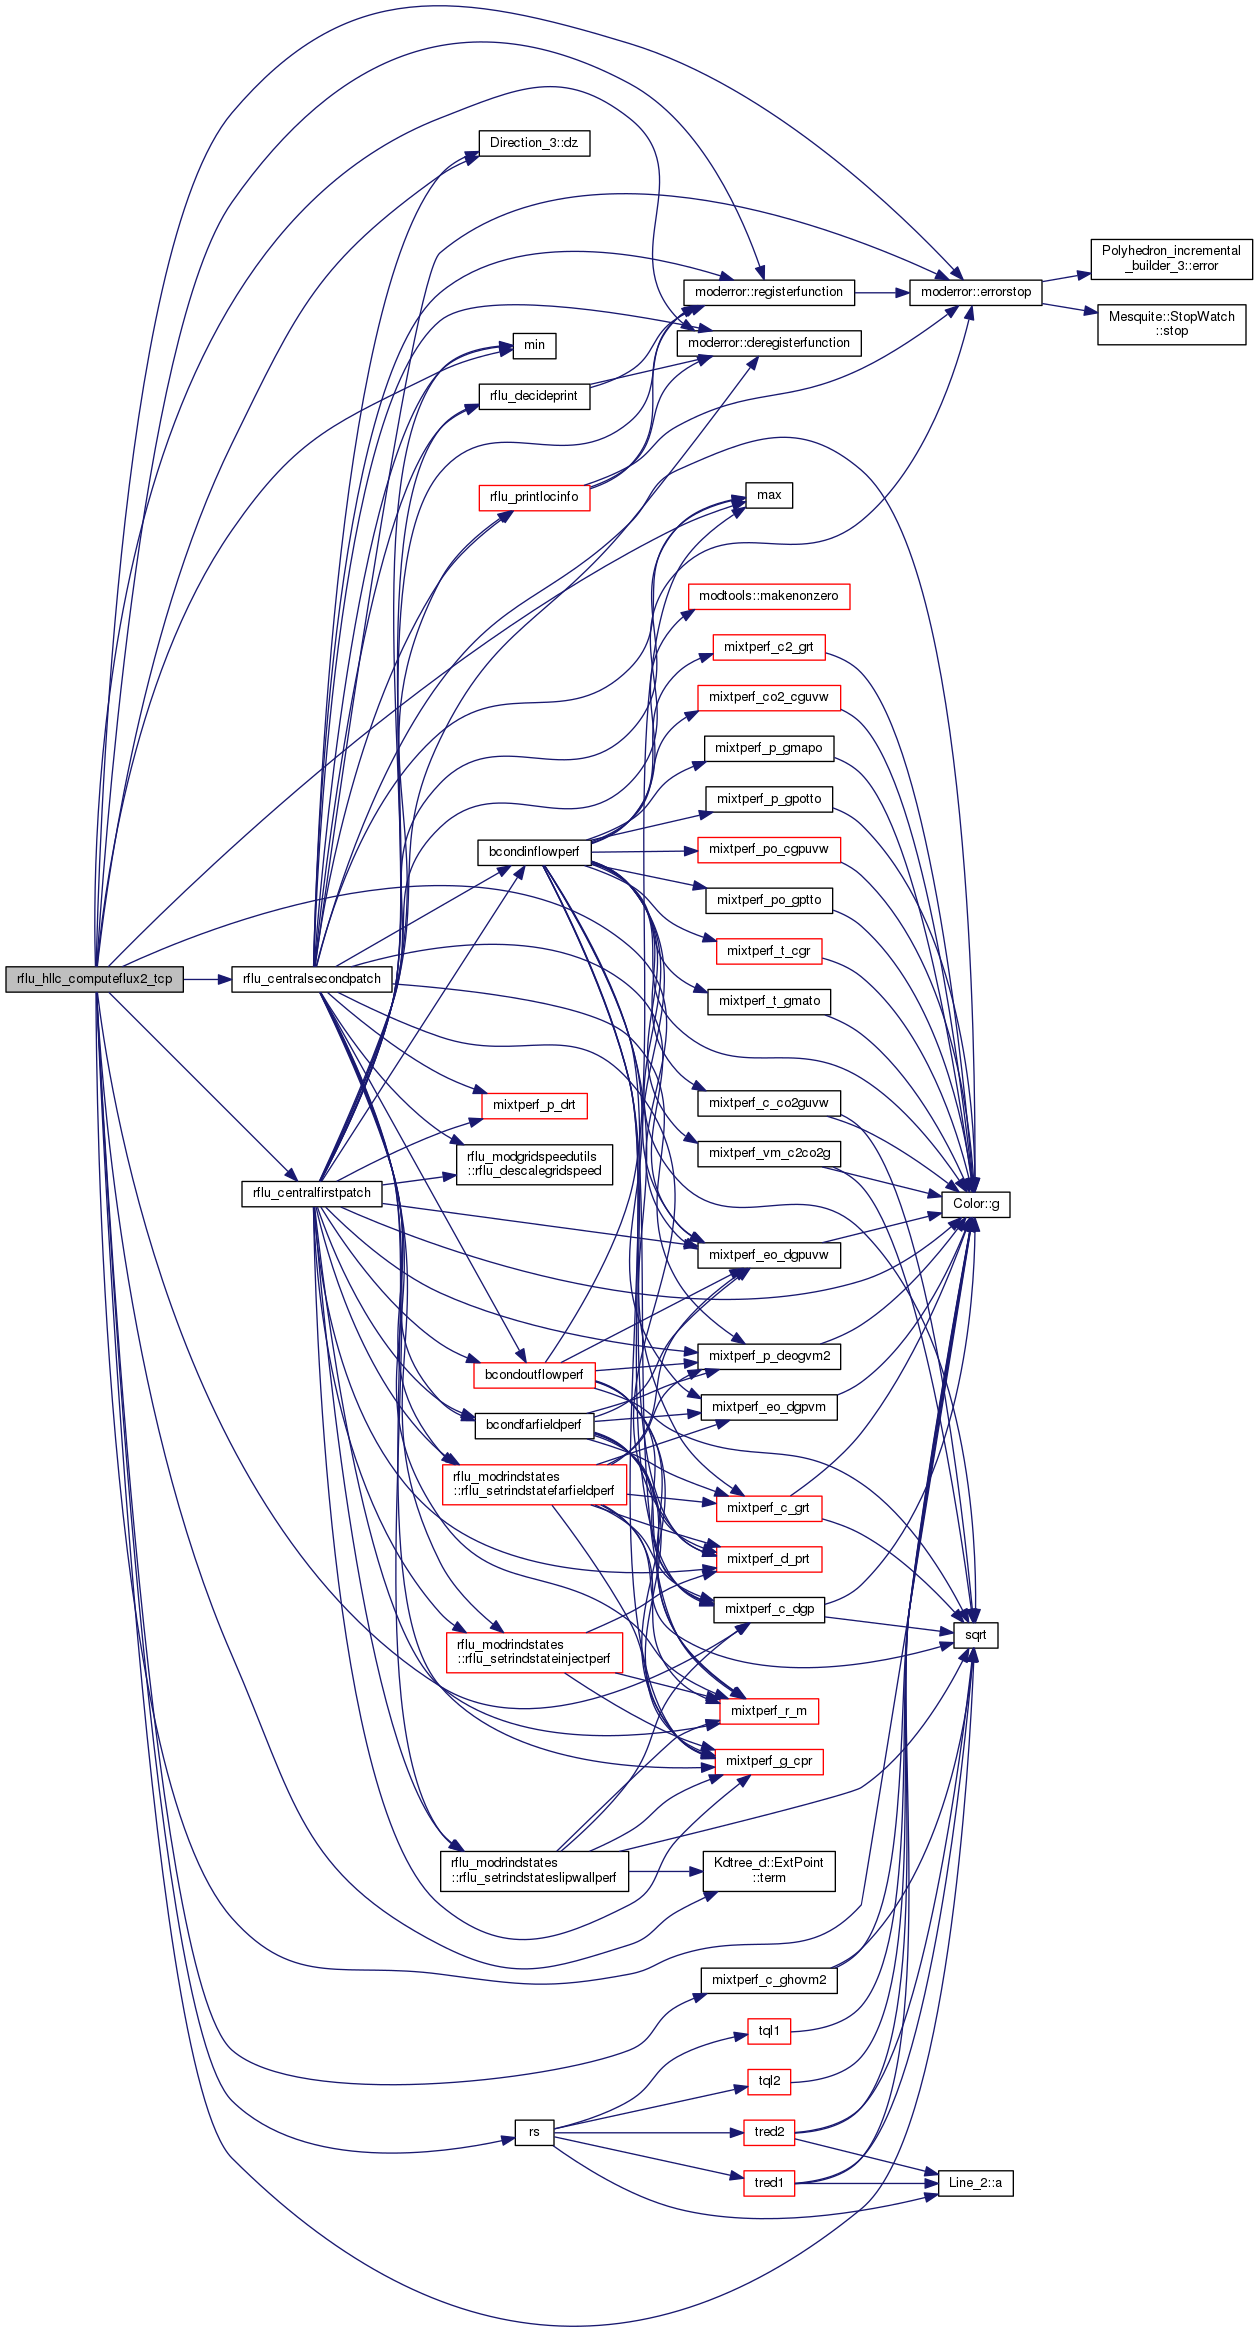 Direction_3::dz
Polyhedron_incremental
_builder_3::error
moderror::registerfunction
moderror::errorstop
Mesquite::StopWatch
::stop
min
moderror::deregisterfunction
rflu_decideprint
rflu_printlocinfo
max
modtools::makenonzero
mixtperf_c2_grt
mixtperf_co2_cguvw
mixtperf_p_gmapo
mixtperf_p_gpotto
bcondinflowperf
mixtperf_po_cgpuvw
mixtperf_po_gptto
mixtperf_t_cgr
rflu_hllc_computeflux2_tcp
rflu_centralsecondpatch
mixtperf_t_gmato
mixtperf_p_drt
mixtperf_c_co2guvw
mixtperf_vm_c2co2g
rflu_modgridspeedutils
::rflu_descalegridspeed
rflu_centralfirstpatch
Color::g
mixtperf_eo_dgpuvw
mixtperf_p_deogvm2
bcondoutflowperf
mixtperf_eo_dgpvm
bcondfarfieldperf
rflu_modrindstates
::rflu_setrindstatefarfieldperf
mixtperf_c_grt
mixtperf_d_prt
mixtperf_c_dgp
sqrt
rflu_modrindstates
::rflu_setrindstateinjectperf
mixtperf_r_m
mixtperf_g_cpr
rflu_modrindstates
::rflu_setrindstateslipwallperf
Kdtree_d::ExtPoint
::term
mixtperf_c_ghovm2
tql1
tql2
rs
tred2
tred1
Line_2::a